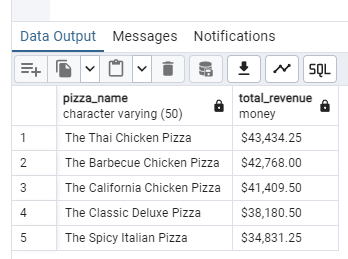 Data Output Messages Notifications
SQL
pizza_name total_revenue
character varying (50) money
1 The Thai Chicken Pizza $43,434.25
2 The Barbecue Chicken Pizza $42,768.00
3 The California Chicken Pizza $41,409.50
4 The Classic Deluxe Pizza $38,180.50
5 The Spicy Italian Pizza $34,831.25